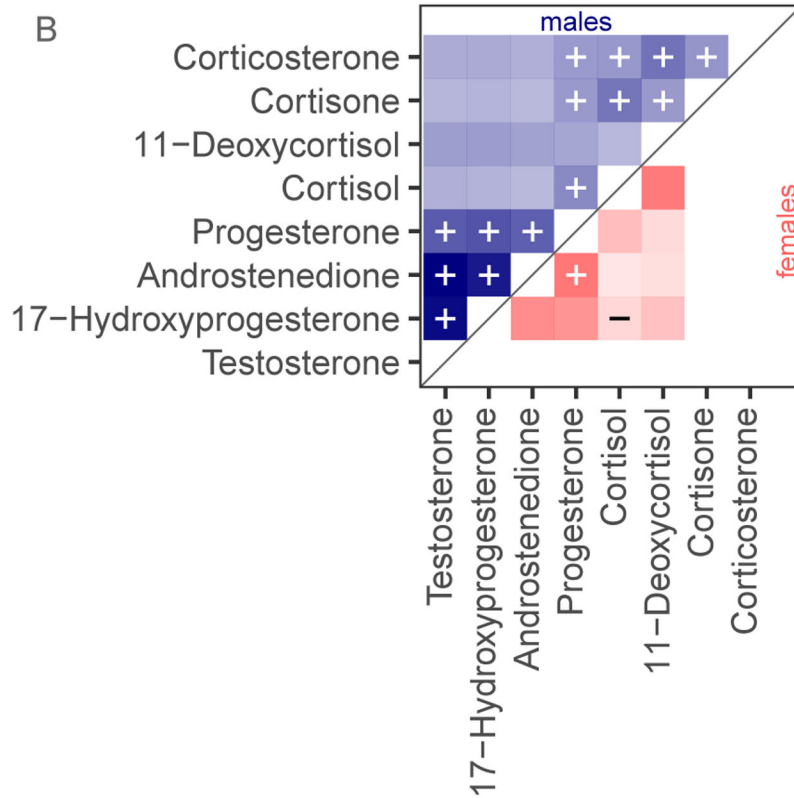 B
males
Corticosterone
+ + + +
Cortisone
+ + +
11−Deoxycortisol
Cortisol
+
Progesterone
+ + +
Androstenedione
+ + +
17−Hydroxyprogesterone
+ −
Testosterone
females
Testosterone
17−Hydroxyprogesterone
Androstenedione
Progesterone
Cortisol
11−Deoxycortisol
Cortisone
Corticosterone